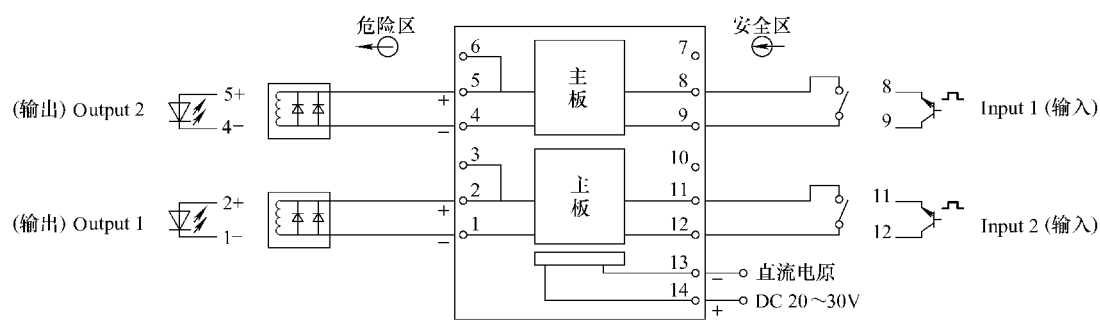 危险区
安全区
6
7
5+
5
+
主板
8
8
(输出) Output 2
Input 1 (输入)
4−
4
−
9
9
3
10
2+
2
+
主板
11
11
(输出) Output 1
Input 2 (输入)
1−
1
−
12
12
13
−
直流电原
14
+
DC 20～30V